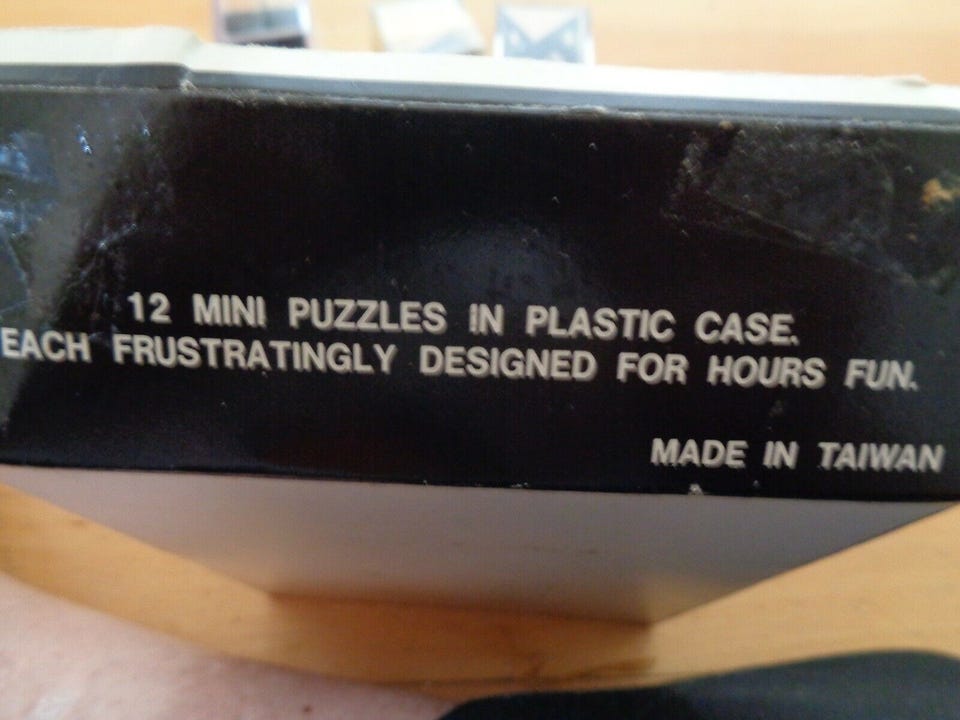 12 MINI PUZZLES IN PLASTIC CASE.
EACH FRUSTRATINGLY DESIGNED FOR HOURS FUN.
MADE IN TAIWAN